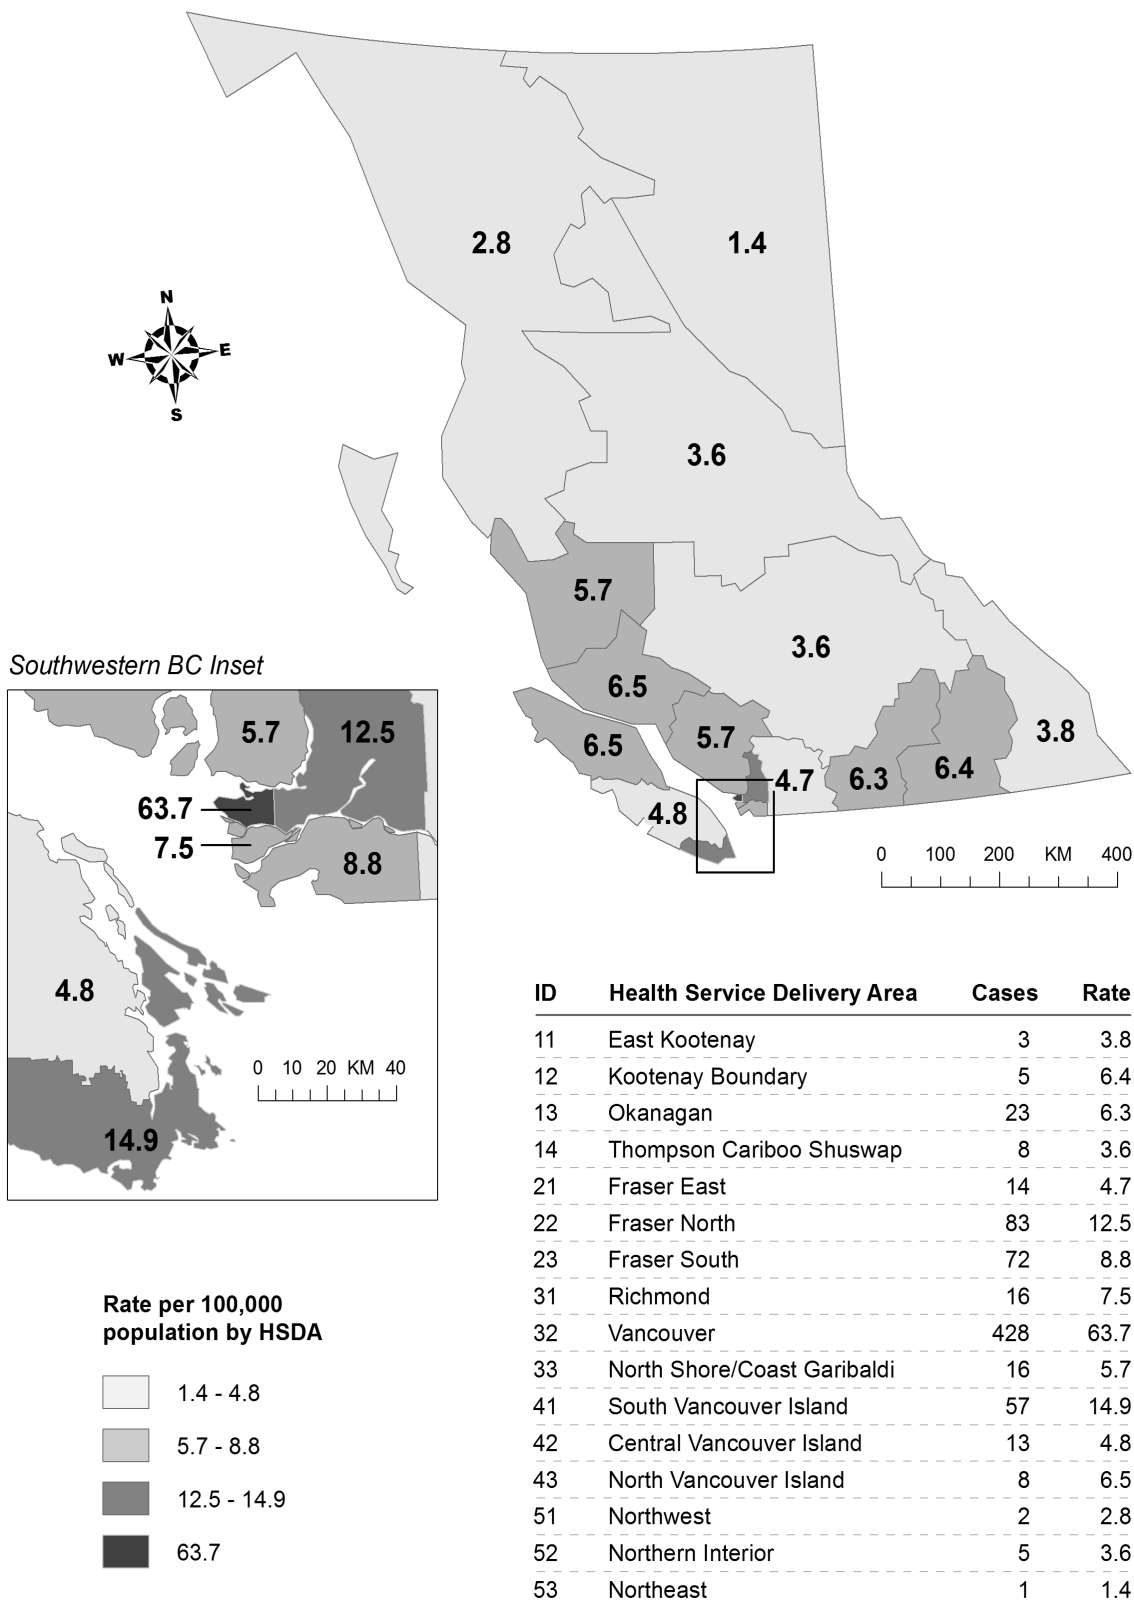 2.8
1.4
N
W
E
S
3.6
5.7
3.6
6.5
6.5
5.7
4.7
6.3
6.4
3.8
4.8
0 100 200 KM 400
Southwestern BC Inset
5.7
12.5
63.7
7.5
8.8
4.8
0 10 20 KM 40
14.9
Rate per 100,000
population by HSDA
1.4 - 4.8
5.7 - 8.8
12.5 - 14.9
63.7
ID Health Service Delivery Area Cases Rate
11 East Kootenay 3 3.8
12 Kootenay Boundary 5 6.4
13 Okanagan 23 6.3
14 Thompson Cariboo Shuswap 8 3.6
21 Fraser East 14 4.7
22 Fraser North 83 12.5
23 Fraser South 72 8.8
31 Richmond 16 7.5
32 Vancouver 428 63.7
33 North Shore/Coast Garibaldi 16 5.7
41 South Vancouver Island 57 14.9
42 Central Vancouver Island 13 4.8
43 North Vancouver Island 8 6.5
51 Northwest 2 2.8
52 Northern Interior 5 3.6
53 Northeast 1 1.4